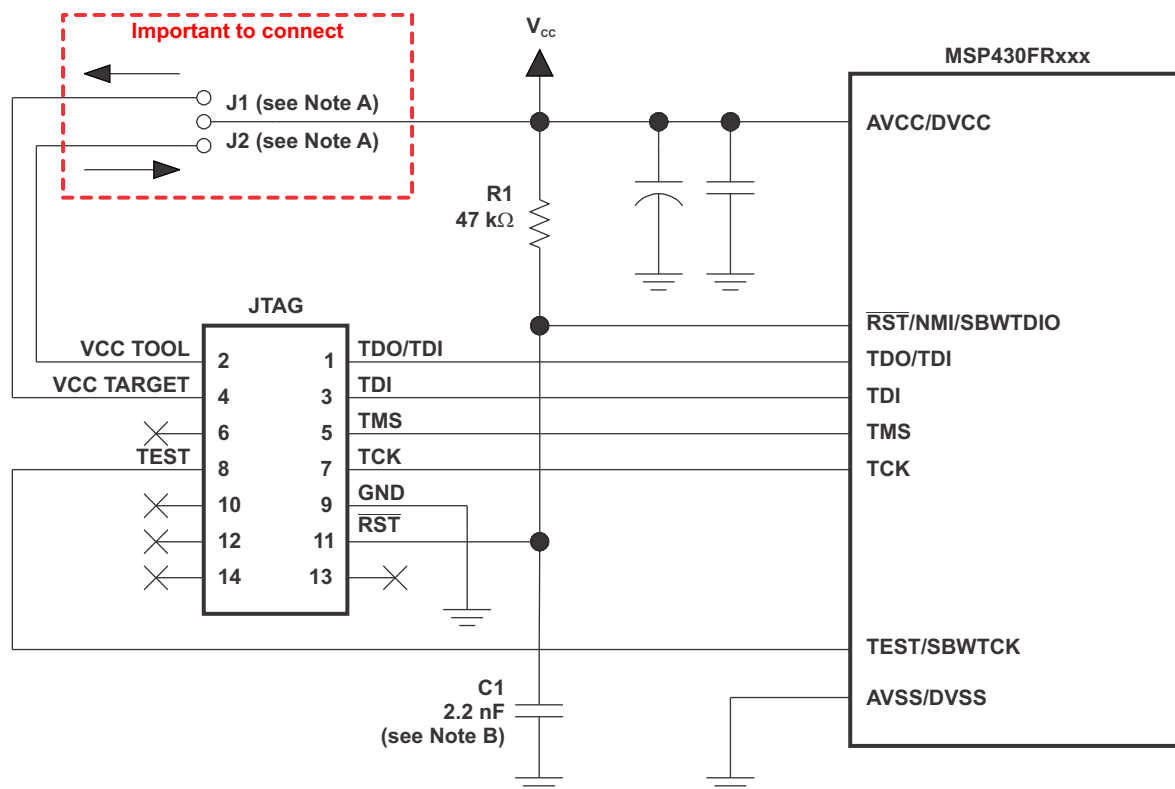 Important to connect
J1 (see Note A)
J2 (see Note A)
Vcc
MSP430FRxxx
AVCC/DVCC
R1
47 kΩ
JTAG
RST/NMI/SBWTDIO
VCC TOOL
2
1
TDO/TDI
TDO/TDI
VCC TARGET
4
3
TDI
TDI
6
5
TMS
TMS
TEST
8
7
TCK
TCK
10
9
GND
12
11
RST
14
13
TEST/SBWTCK
C1
2.2 nF
(see Note B)
AVSS/DVSS